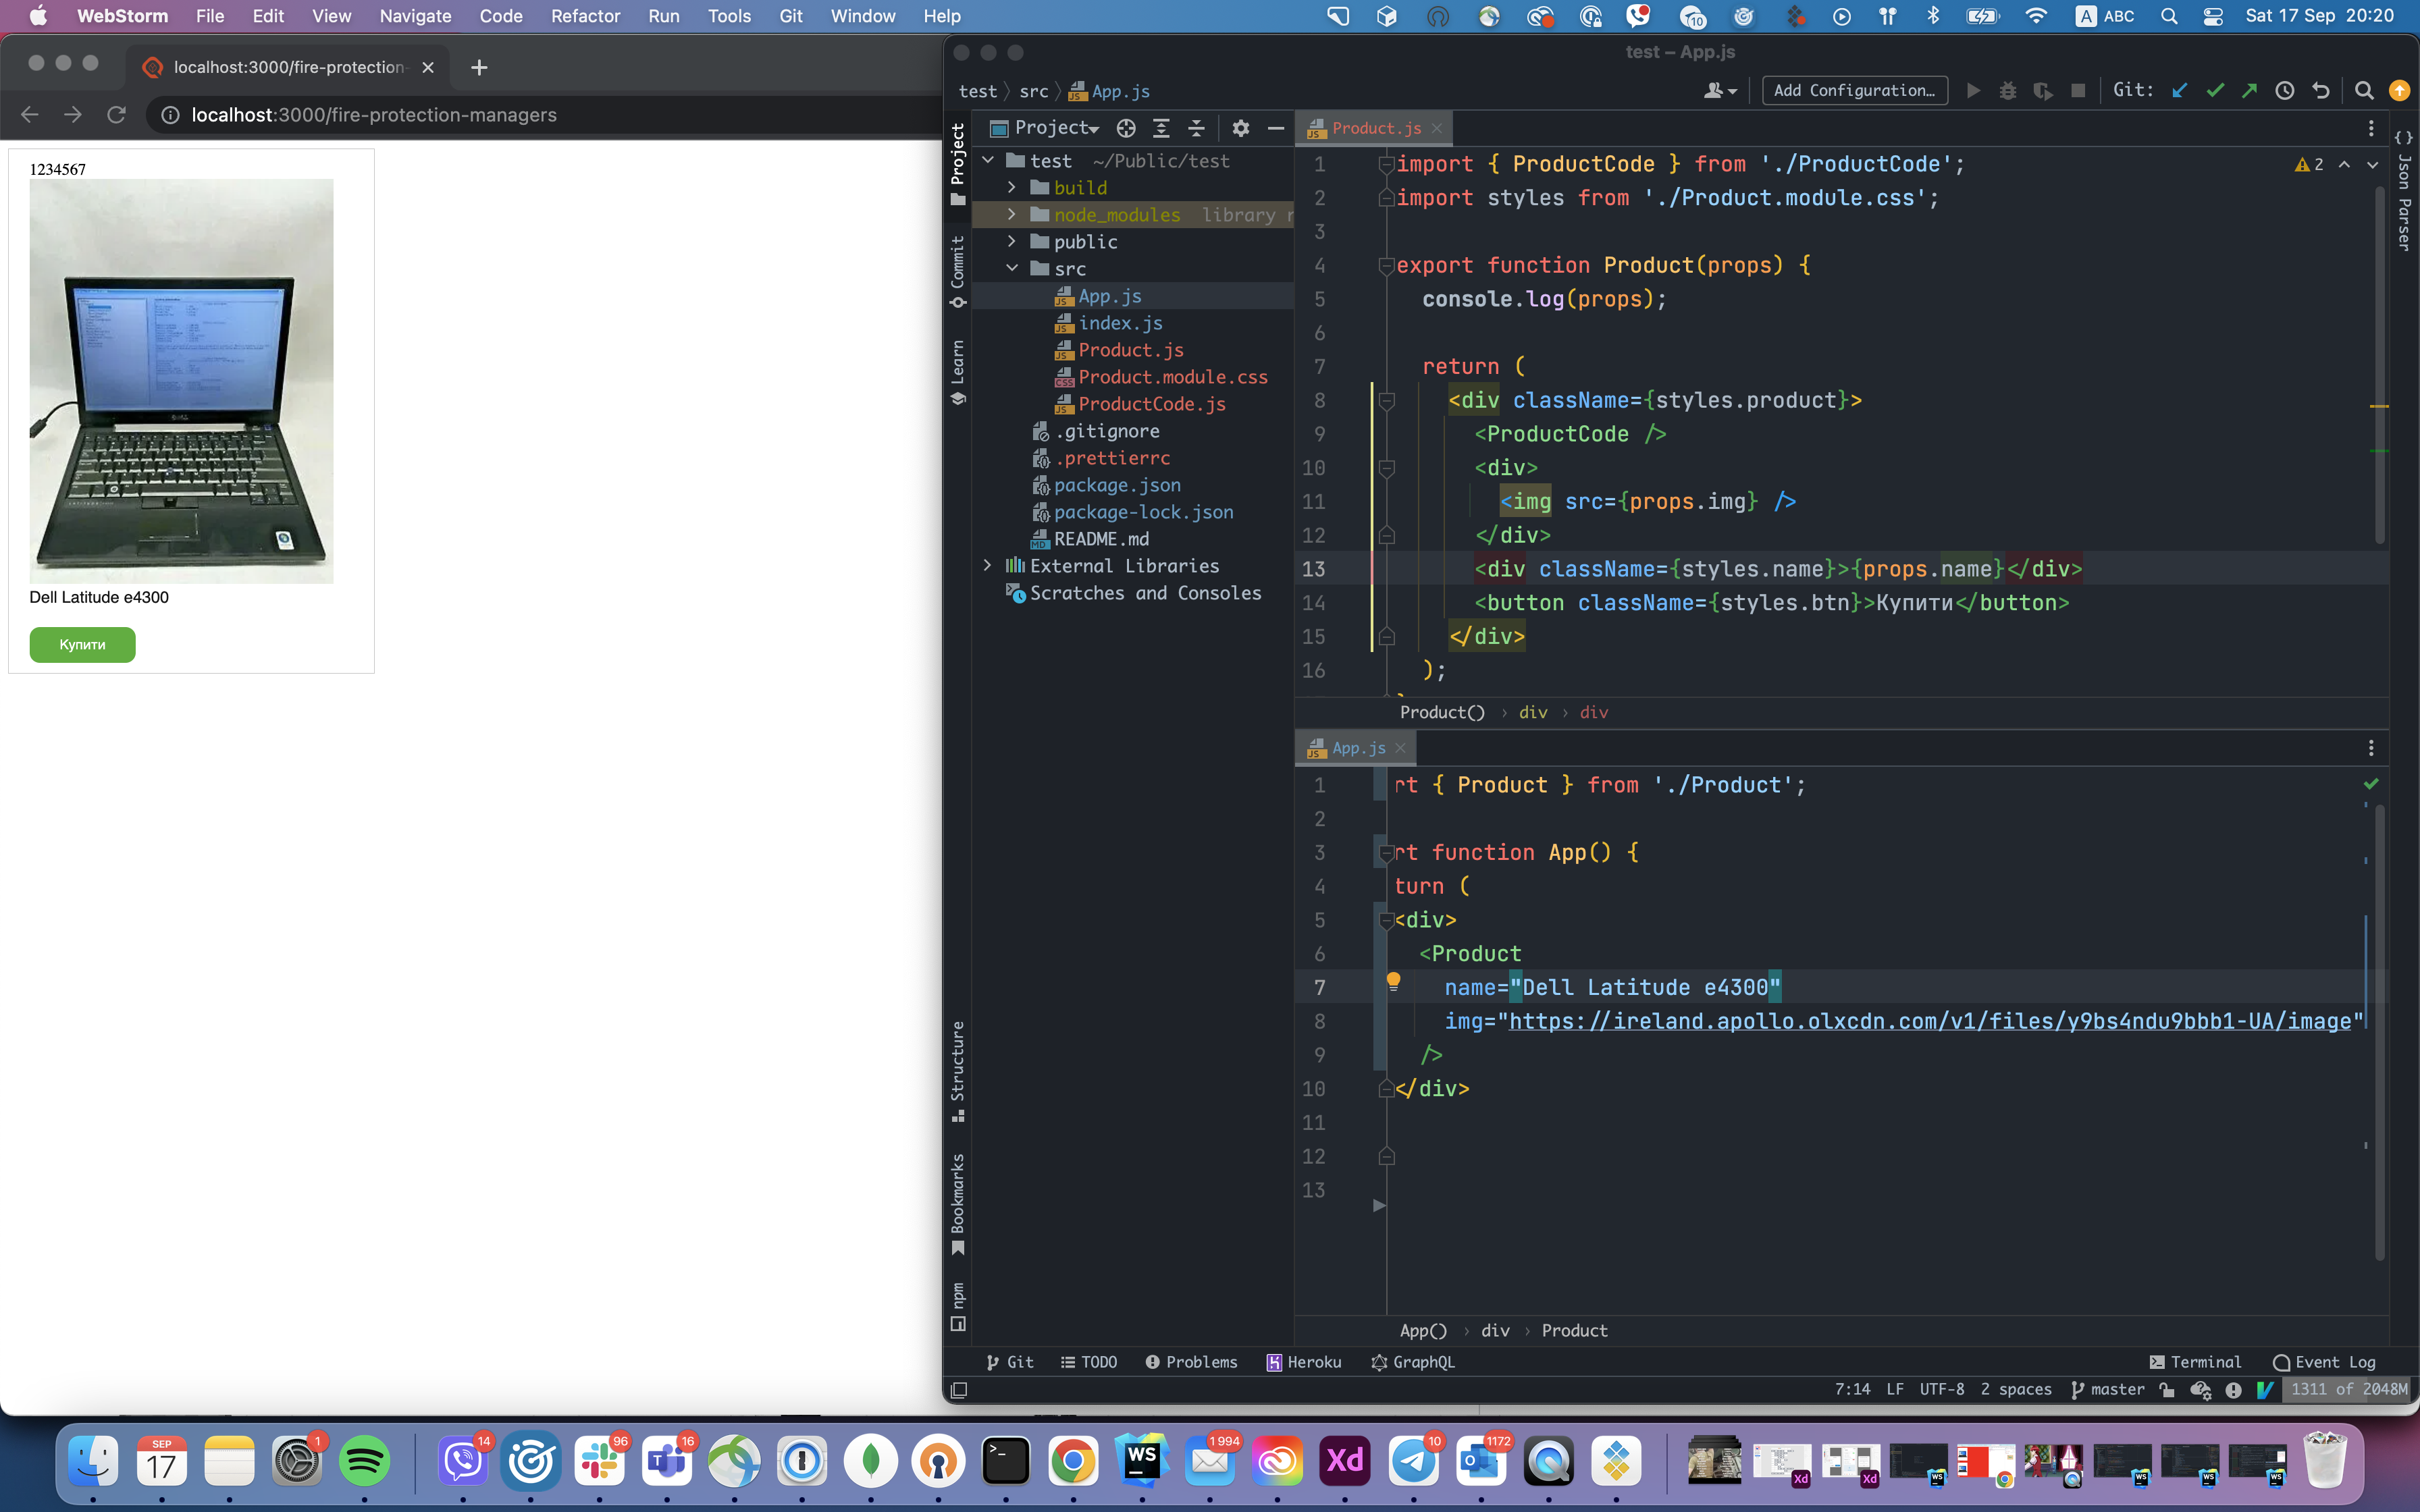 WebStorm File Edit View Navigate Code Refactor Run Tools Git Window Help
10
A ABC
Sat 17 Sep 20:20
localhost:3000/fire-protection-
localhost:3000/fire-protection-managers
1234567
Dell Latitude e4300
Купити
test – App.js
test src App.js
Add Configuration...
Git:
Project
test ~/Public/test
build
node_modules library r
public
src
App.js
index.js
Product.js
Product.module.css
ProductCode.js
.gitignore
.prettierrc
package.json
package-lock.json
README.md
External Libraries
Scratches and Consoles
Project
Commit
Learn
Structure
Bookmarks
npm
Json Parser
Product.js
2
1 import { ProductCode } from './ProductCode';
2 import styles from './Product.module.css';
3
4 export function Product(props) {
5 console.log(props);
6
7 return (
8 <div className={styles.product}>
9 <ProductCode />
10 <div>
11 <img src={props.img} />
12 </div>
13 <div className={styles.name}>{props.name}</div>
14 <button className={styles.btn}>Купити</button>
15 </div>
16 );
Product() › div › div
App.js
1 rt { Product } from './Product';
2
3 rt function App() {
4 turn (
5 <div>
6 <Product
7 name="Dell Latitude e4300"
8 img="https://ireland.apollo.olxcdn.com/v1/files/y9bs4ndu9bbb1-UA/image"
9 />
10 </div>
11
12
13
App() › div › Product
Git TODO Problems Heroku GraphQL
Terminal Event Log
7:14 LF UTF-8 2 spaces master 1311 of 2048M
SEP
17
1
14
96
16
WS
1994
Xd
10
1172
Xd
Xd
WS
WS
WS
WS